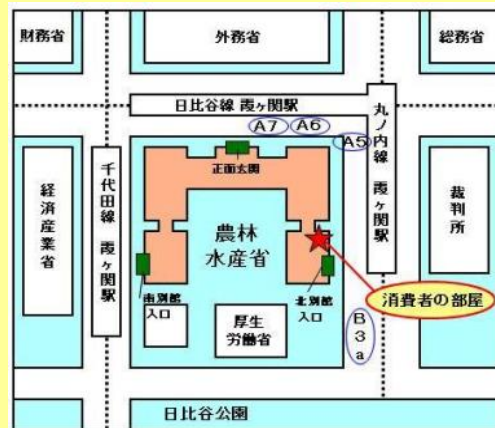 財務省
外務省
総務省
日比谷線 霞ヶ関駅
A7
A6
A5
丸ノ内線 霞ヶ関駅
千代田線 霞ヶ関駅
正面玄関
経済産業省
農林
水産省
裁判所
南別館
入口
北別館
入口
消費者の部屋
厚生
労働省
B3a
日比谷公園